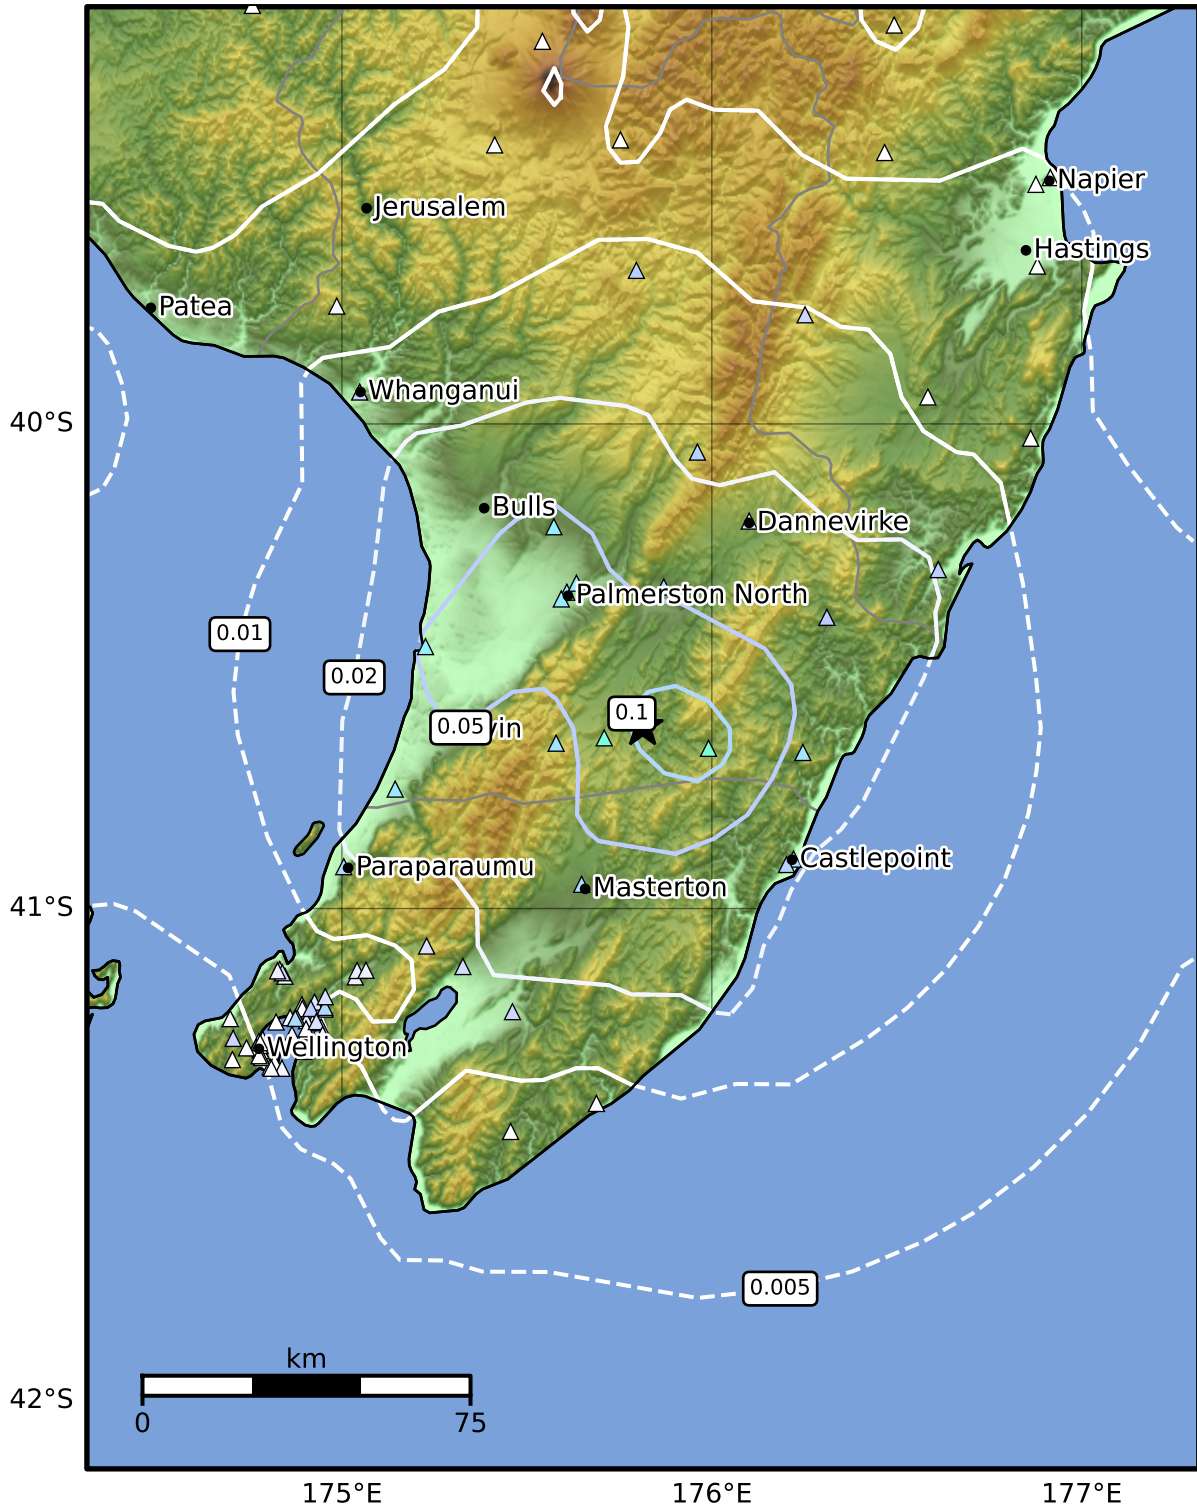 Napier
Jerusalem
Hastings
Patea
Whanganui
40°S
Bulls
Dannevirke
Palmerston North
0.01
0.02
0.1
0.05
Castlepoint
Paraparaumu
Masterton
41°S
Wellington
0.005
km
0
75
42°S
175°E
176°E
177°E